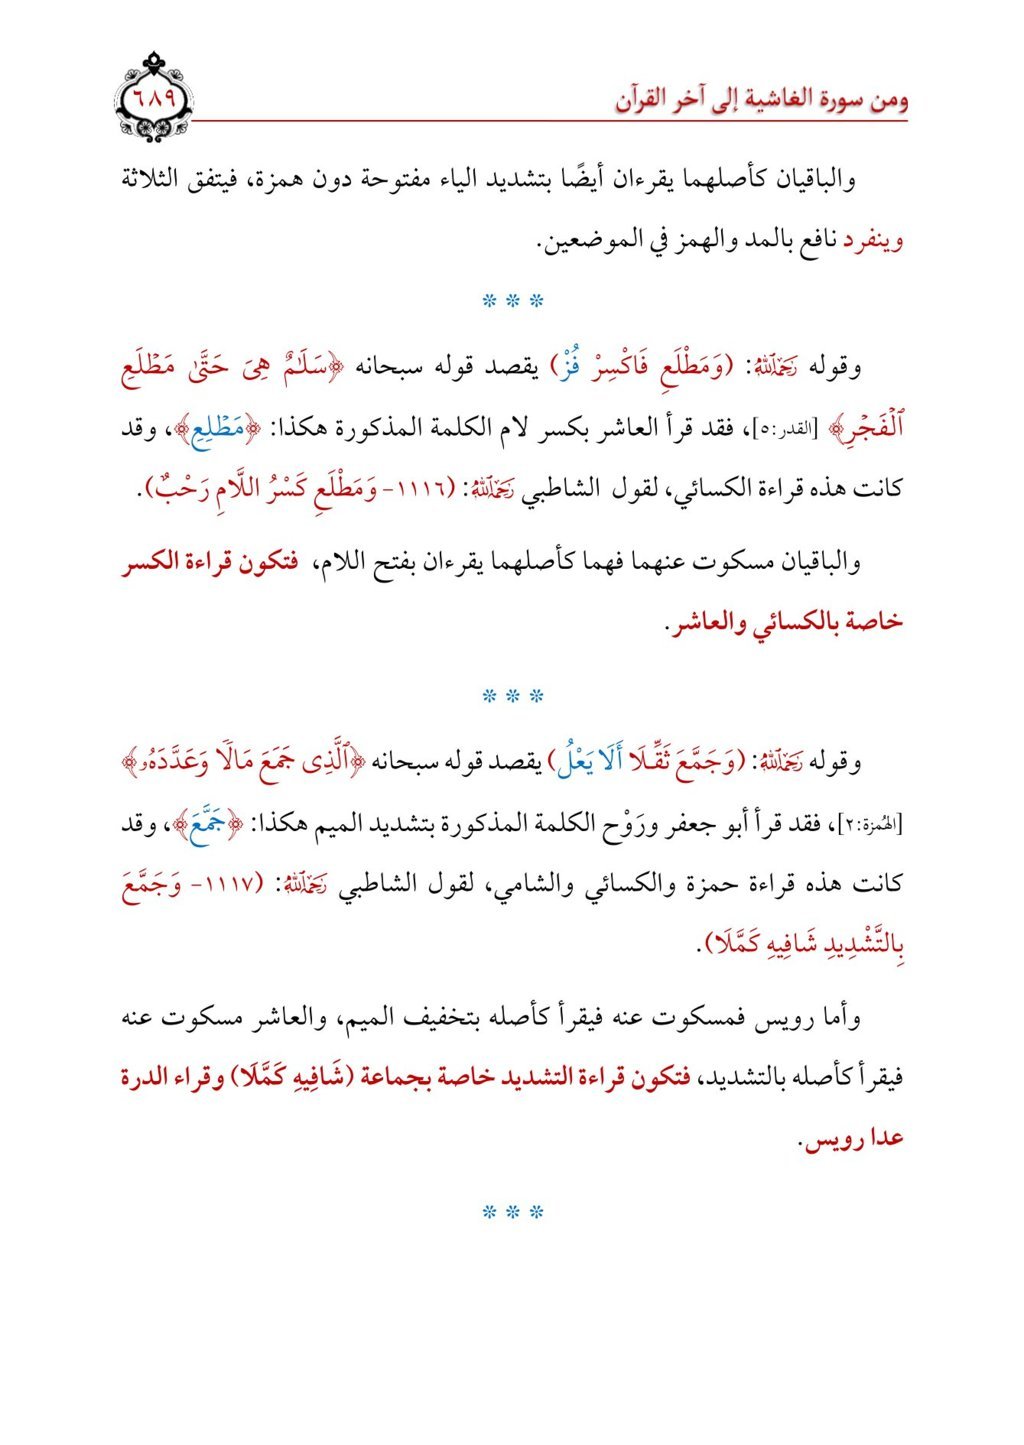 ومن سورة الغاشية إلى آخر القرآن
٦٨٩
والباقيان كأصلهما يقرءان أيضًا بتشديد الياء مفتوحة دون همزة، فيتفق الثلاثة
وينفرد نافع بالمد والهمز في الموضعين.
* * *
وقوله رَحِمَهُ ٱللَّهُ: (وَمَطْلَعِ فَاكْسِرْ فُزْ) يقصد قوله سبحانه ﴿سَلَـٰمٌ هِىَ حَتَّىٰ مَطۡلَعِ
ٱلۡفَجۡرِ﴾ [القدر:٥]، فقد قرأ العاشر بكسر لام الكلمة المذكورة هكذا: ﴿مَطۡلِعِ﴾، وقد
كانت هذه قراءة الكسائي، لقول الشاطبي رَحِمَهُ ٱللَّهُ: (١١١٦- وَمَطْلَعِ كَسْرُ اللَّامِ رَحْبٌ).
والباقيان مسكوت عنهما فهما كأصلهما يقرءان بفتح اللام، فتكون قراءة الكسر
خاصة بالكسائي والعاشر.
* * *
وقوله رَحِمَهُ ٱللَّهُ: (وَجَمَّعَ ثَقِّلَا أَلَا يَعْلُ) يقصد قوله سبحانه ﴿ٱلَّذِى جَمَعَ مَالًا وَعَدَّدَهُۥ﴾
[الهُمزة:٢]، فقد قرأ أبو جعفر ورَوْح الكلمة المذكورة بتشديد الميم هكذا: ﴿جَمَّعَ﴾، وقد
كانت هذه قراءة حمزة والكسائي والشامي، لقول الشاطبي رَحِمَهُ ٱللَّهُ: (١١١٧- وَجَمَّعَ
بِالتَّشْدِيدِ شَافِيهِ كَمَّلَا).
وأما رويس فمسكوت عنه فيقرأ كأصله بتخفيف الميم، والعاشر مسكوت عنه
فيقرأ كأصله بالتشديد، فتكون قراءة التشديد خاصة بجماعة (شَافِيهِ كَمَّلَا) وقراء الدرة
عدا رويس.
* * *